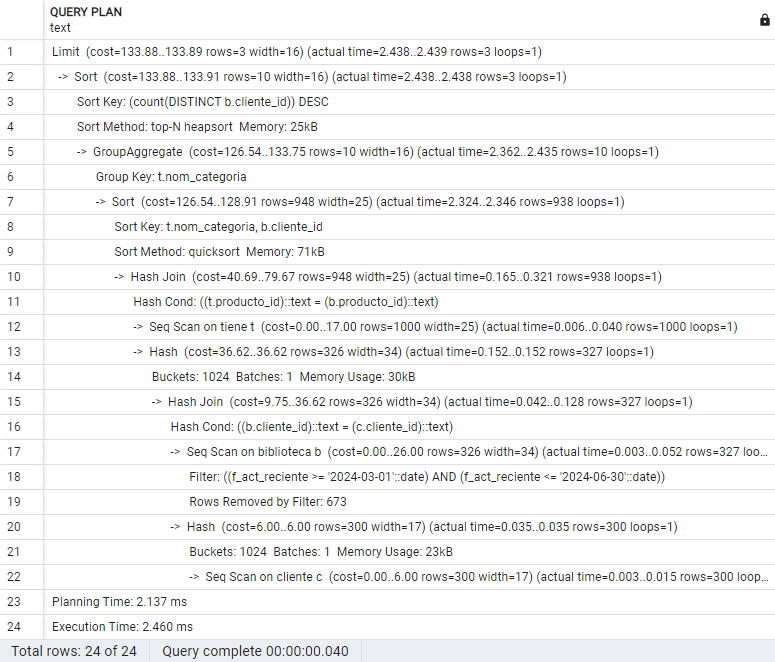 QUERY PLAN
text
1 Limit (cost=133.88..133.89 rows=3 width=16) (actual time=2.438..2.439 rows=3 loops=1)
2 -> Sort (cost=133.88..133.91 rows=10 width=16) (actual time=2.438..2.438 rows=3 loops=1)
3 Sort Key: (count(DISTINCT b.cliente_id)) DESC
4 Sort Method: top-N heapsort Memory: 25kB
5 -> GroupAggregate (cost=126.54..133.75 rows=10 width=16) (actual time=2.362..2.435 rows=10 loops=1)
6 Group Key: t.nom_categoria
7 -> Sort (cost=126.54..128.91 rows=948 width=25) (actual time=2.324..2.346 rows=938 loops=1)
8 Sort Key: t.nom_categoria, b.cliente_id
9 Sort Method: quicksort Memory: 71kB
10 -> Hash Join (cost=40.69..79.67 rows=948 width=25) (actual time=0.165..0.321 rows=938 loops=1)
11 Hash Cond: ((t.producto_id)::text = (b.producto_id)::text)
12 -> Seq Scan on tiene t (cost=0.00..17.00 rows=1000 width=25) (actual time=0.006..0.040 rows=1000 loops=1)
13 -> Hash (cost=36.62..36.62 rows=326 width=34) (actual time=0.152..0.152 rows=327 loops=1)
14 Buckets: 1024 Batches: 1 Memory Usage: 30kB
15 -> Hash Join (cost=9.75..36.62 rows=326 width=34) (actual time=0.042..0.128 rows=327 loops=1)
16 Hash Cond: ((b.cliente_id)::text = (c.cliente_id)::text)
17 -> Seq Scan on biblioteca b (cost=0.00..26.00 rows=326 width=34) (actual time=0.003..0.052 rows=327 loo...
18 Filter: ((f_act_reciente >= '2024-03-01'::date) AND (f_act_reciente <= '2024-06-30'::date))
19 Rows Removed by Filter: 673
20 -> Hash (cost=6.00..6.00 rows=300 width=17) (actual time=0.035..0.035 rows=300 loops=1)
21 Buckets: 1024 Batches: 1 Memory Usage: 23kB
22 -> Seq Scan on cliente c (cost=0.00..6.00 rows=300 width=17) (actual time=0.003..0.015 rows=300 loop...
23 Planning Time: 2.137 ms
24 Execution Time: 2.460 ms
Total rows: 24 of 24 Query complete 00:00:00.040